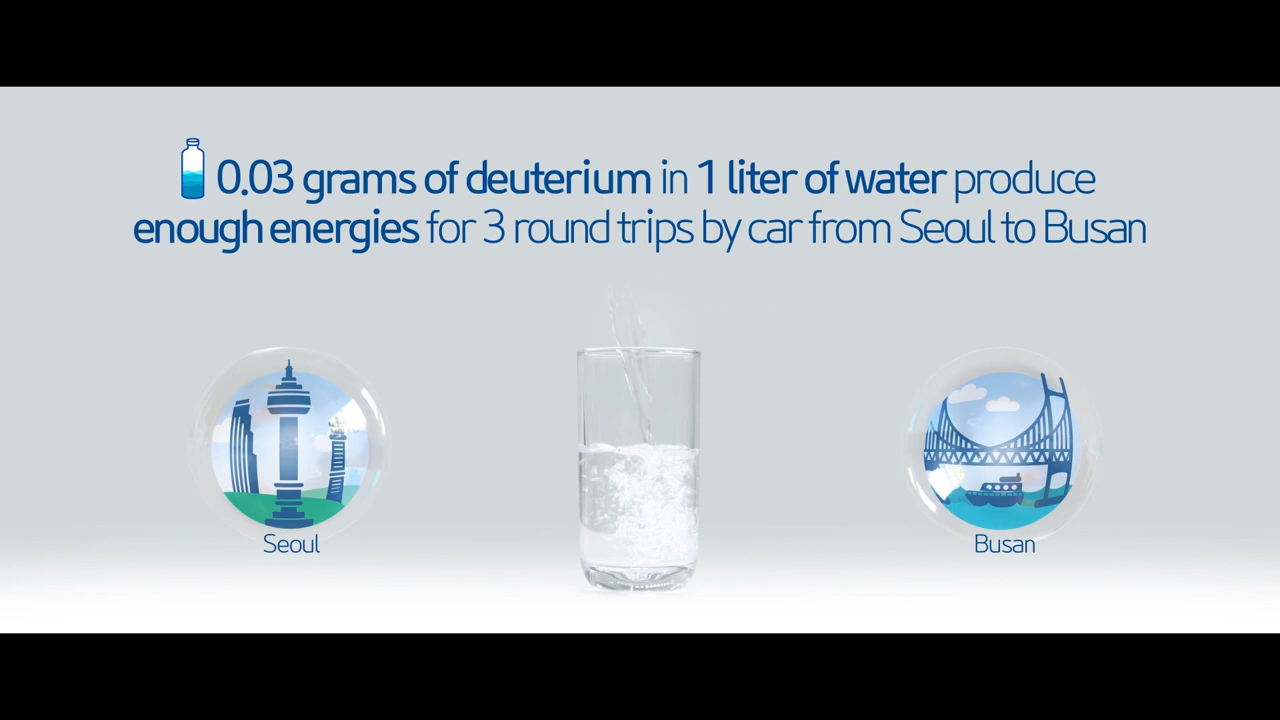 0.03 grams of deuterium in 1 liter of water produce
enough energies for 3 round trips by car from Seoul to Busan
Seoul
Busan